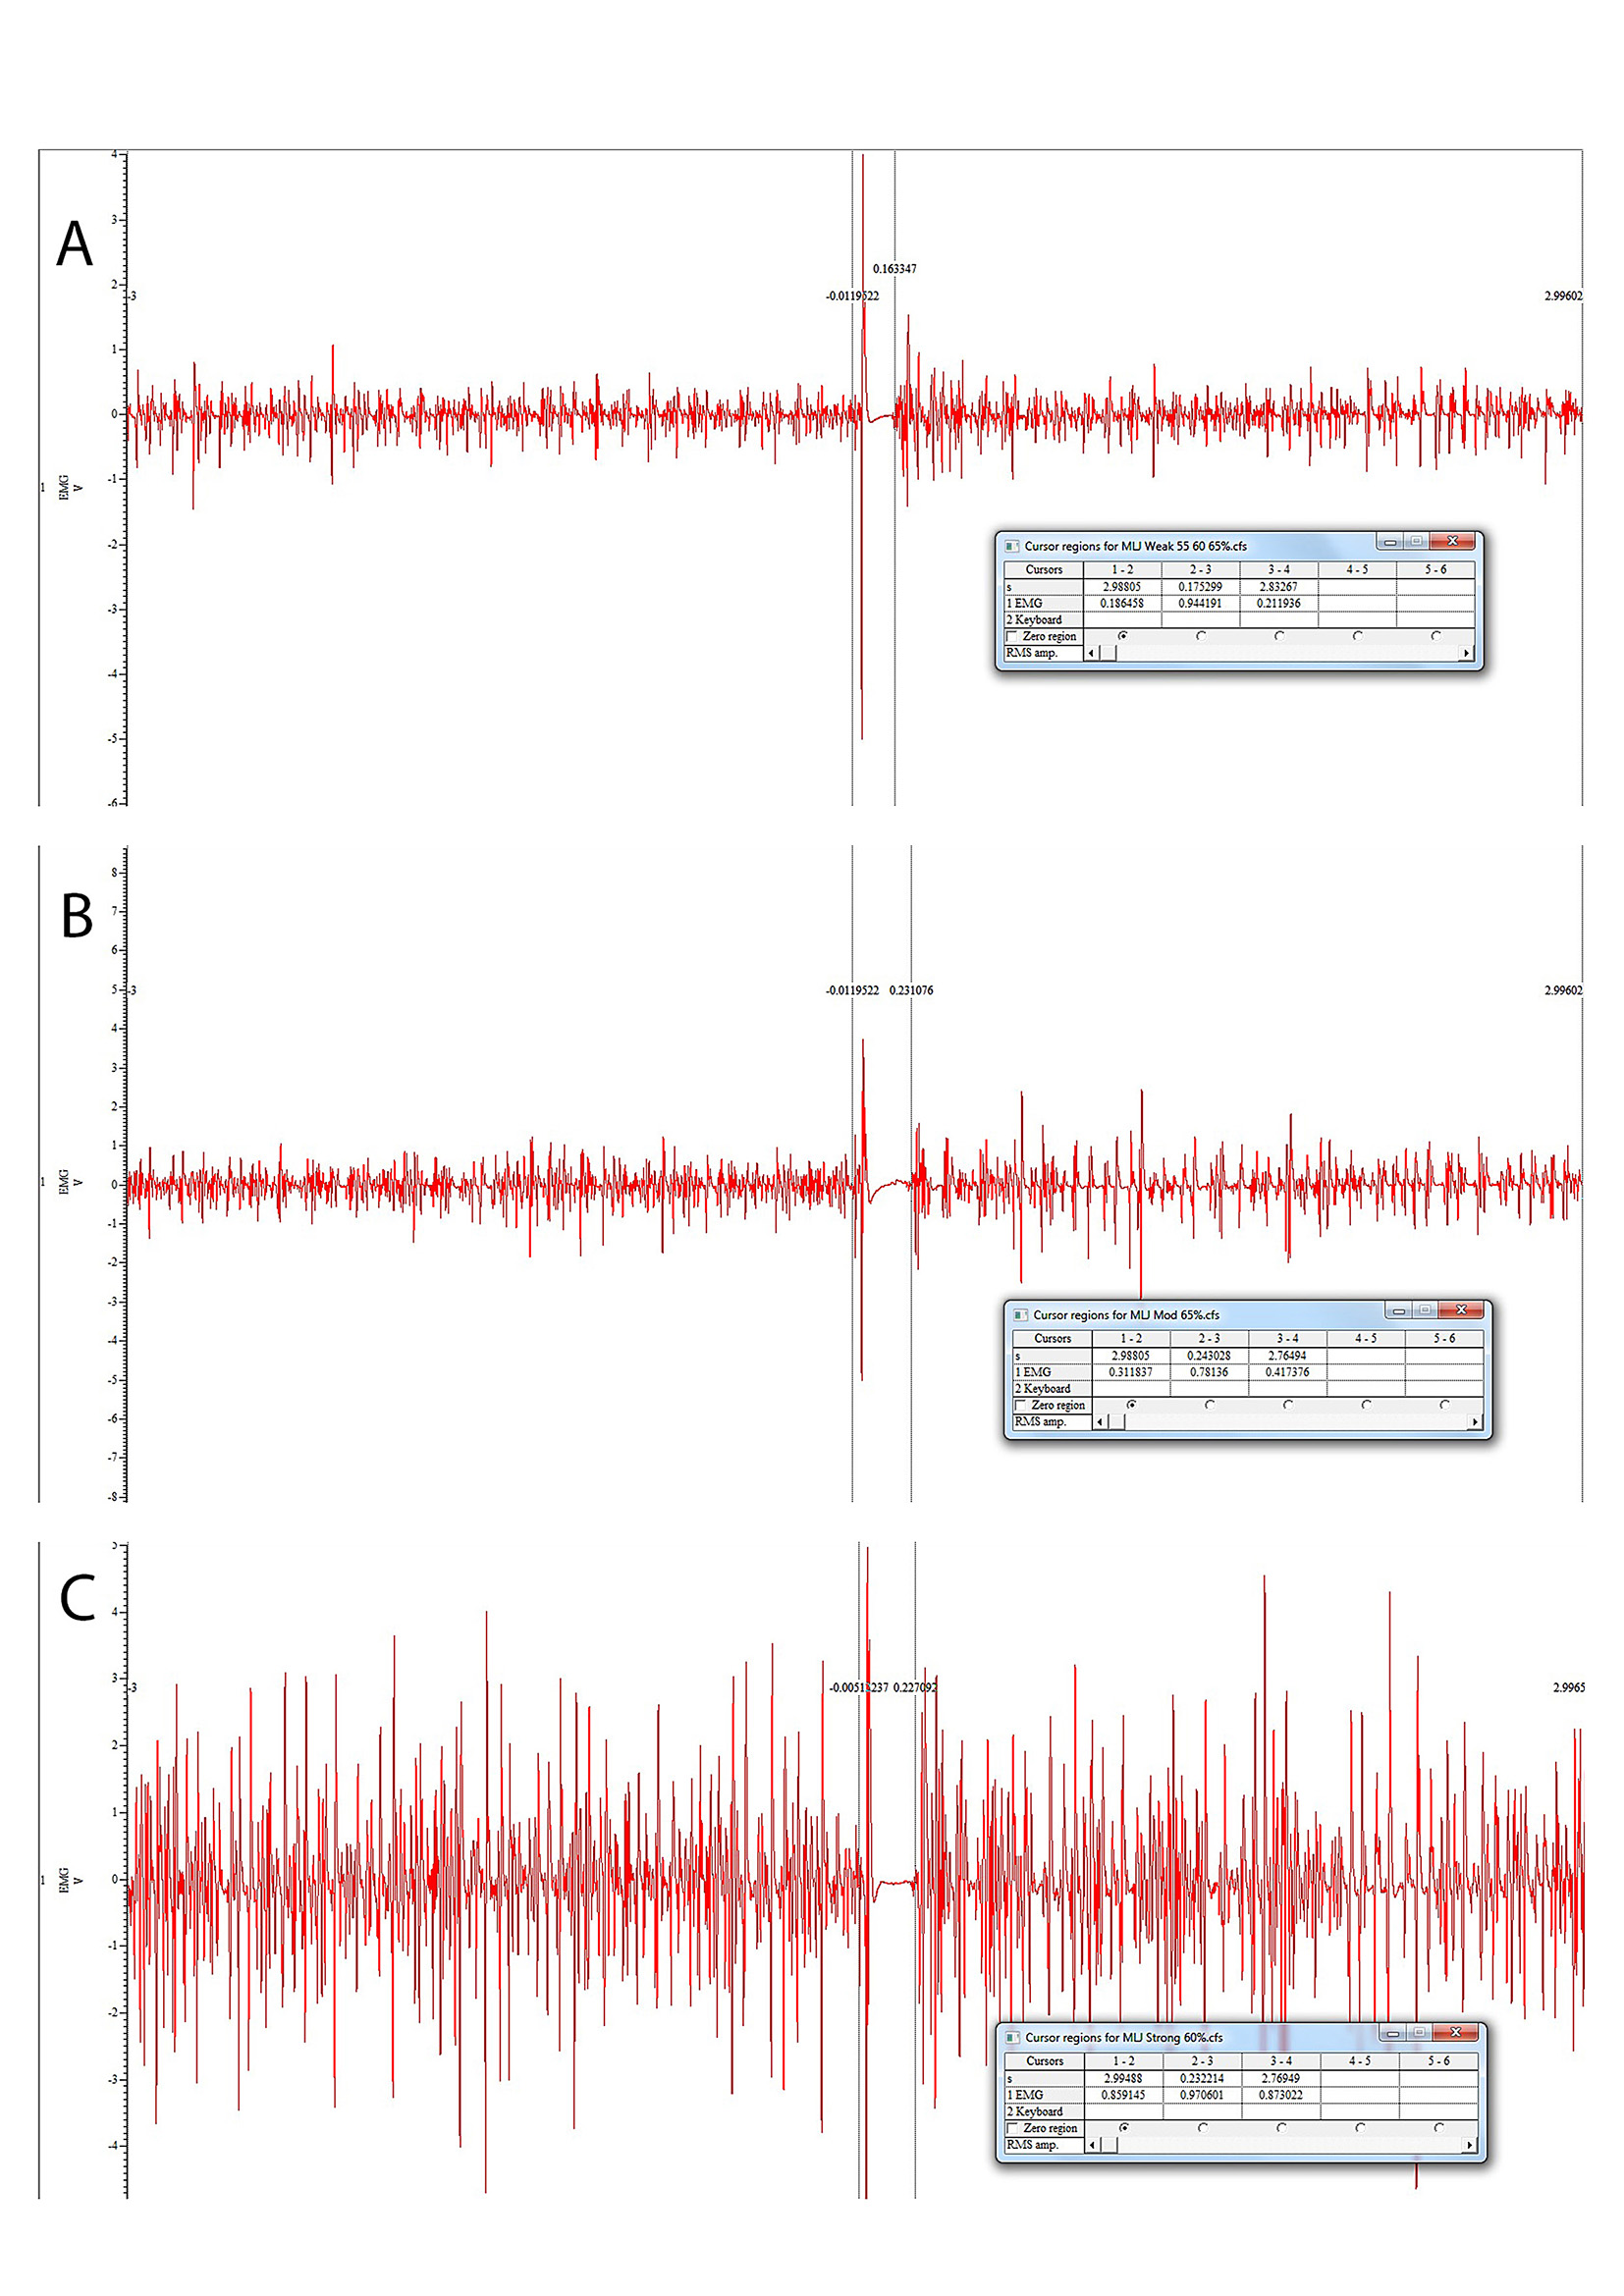 A
4
3
2
1
0
-1
-2
-3
-4
-5
-6
1
EMG
V
-3
-0.0119522
0.163347
2.99602
Cursor regions for MLJ Weak 55 60 65%.cfs
Cursors 1 - 2 2 - 3 3 - 4 4 - 5 5 - 6
s 2.98805 0.175299 2.83267
1 EMG 0.186458 0.944191 0.211936
2 Keyboard
Zero region
RMS amp.
B
8
7
6
5
4
3
2
1
0
-1
-2
-3
-4
-5
-6
-7
-8
1
EMG
V
-3
-0.0119522 0.231076
2.99602
Cursor regions for MLJ Mod 65%.cfs
Cursors 1 - 2 2 - 3 3 - 4 4 - 5 5 - 6
s 2.98805 0.243028 2.76494
1 EMG 0.311837 0.78136 0.417376
2 Keyboard
Zero region
RMS amp.
C
5
4
3
2
1
0
-1
-2
-3
-4
1
EMG
V
-3
0.227092
2.9965
Cursor regions for MLJ Strong 60%.cfs
Cursors 1 - 2 2 - 3 3 - 4 4 - 5 5 - 6
s 2.99488 0.232214 2.76949
1 EMG 0.859145 0.970601 0.873022
2 Keyboard
Zero region
RMS amp.